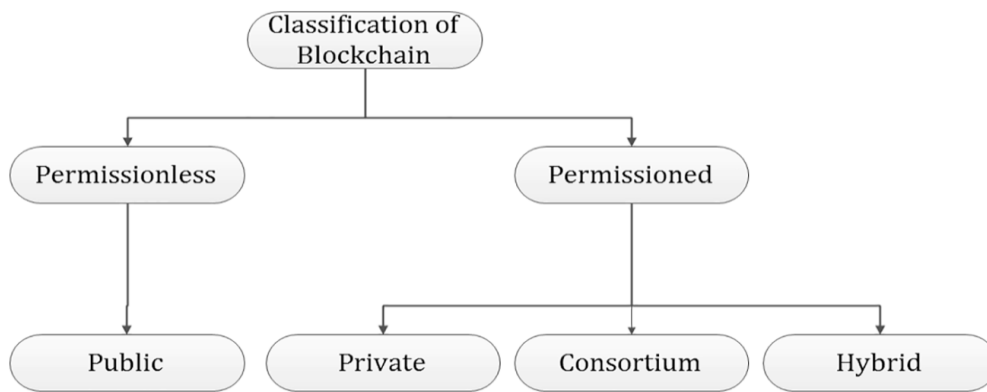 Classification of
Blockchain
Permissionless
Permissioned
Public
Private
Consortium
Hybrid